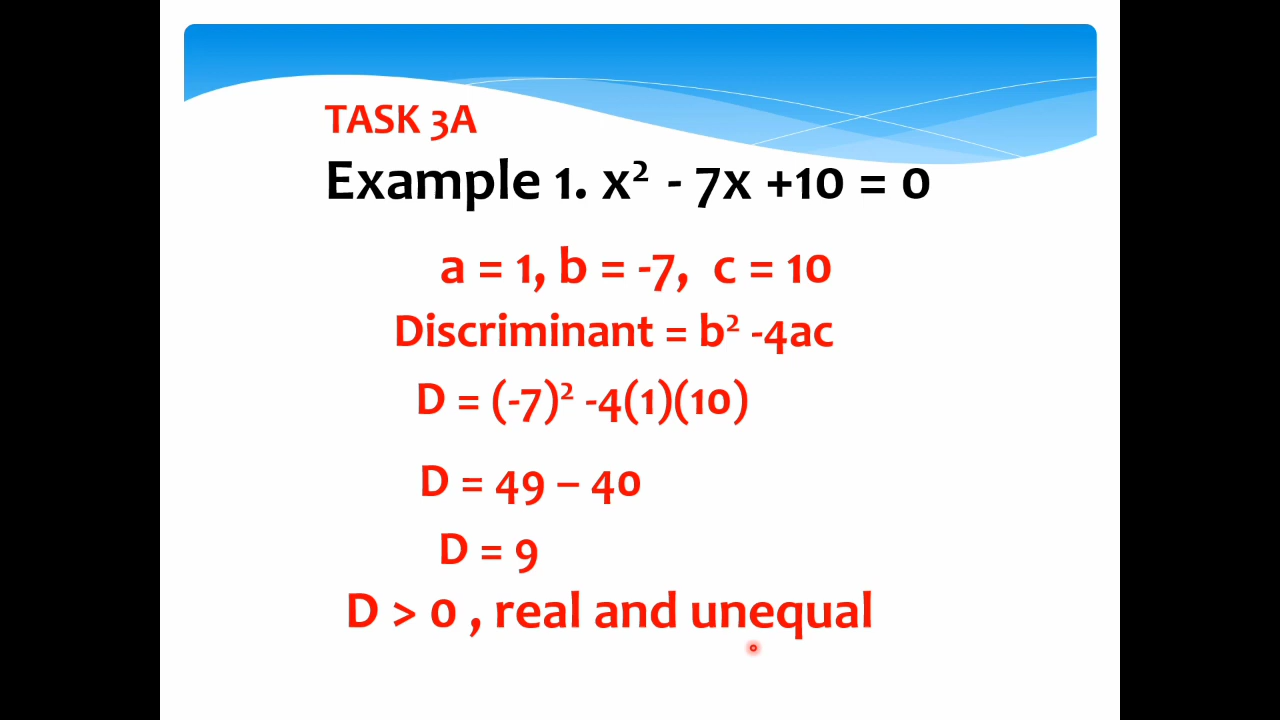 TASK 3A
Example 1. x² - 7x +10 = 0
a = 1, b = -7, c = 10
Discriminant = b² -4ac
D = (-7)² -4(1)(10)
D = 49 – 40
D = 9
D > 0 , real and unequal